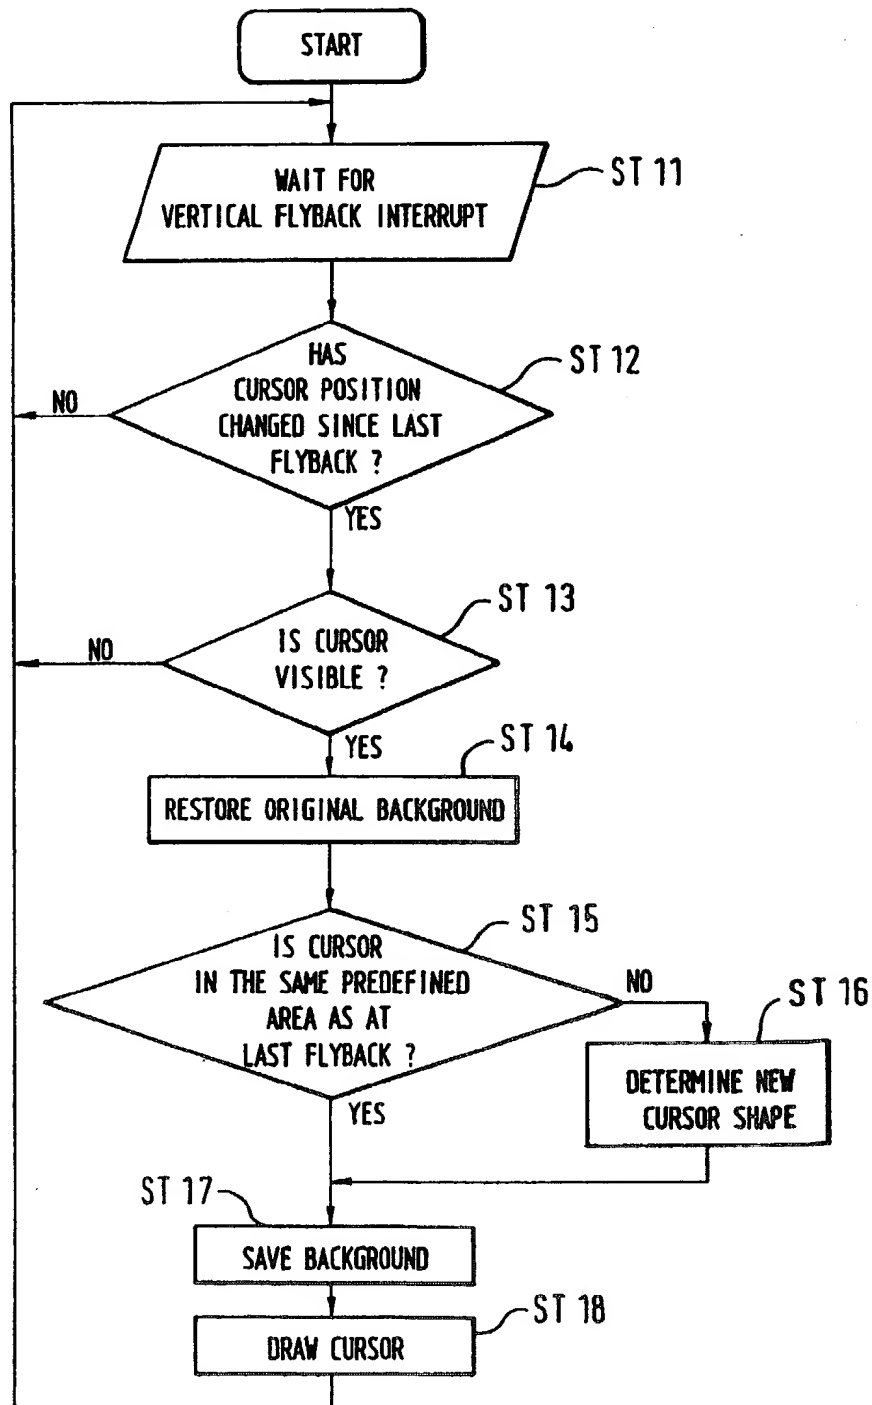 START
WAIT FOR
VERTICAL FLYBACK INTERRUPT
ST 11
HAS
CURSOR POSITION
CHANGED SINCE LAST
FLYBACK ?
ST 12
NO
YES
IS CURSOR
VISIBLE ?
ST 13
NO
YES
ST 14
RESTORE ORIGINAL BACKGROUND
IS CURSOR
IN THE SAME PREDEFINED
AREA AS AT
LAST FLYBACK ?
ST 15
NO
YES
ST 16
DETERMINE NEW
CURSOR SHAPE
ST 17
SAVE BACKGROUND
ST 18
DRAW CURSOR